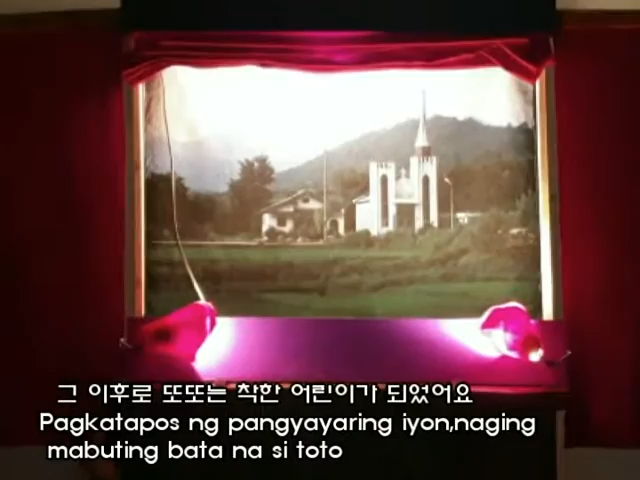 그 이후로 또또는 착한 어린이가 되었어요
Pagkatapos ng pangyayaring iyon,naging
mabuting bata na si toto